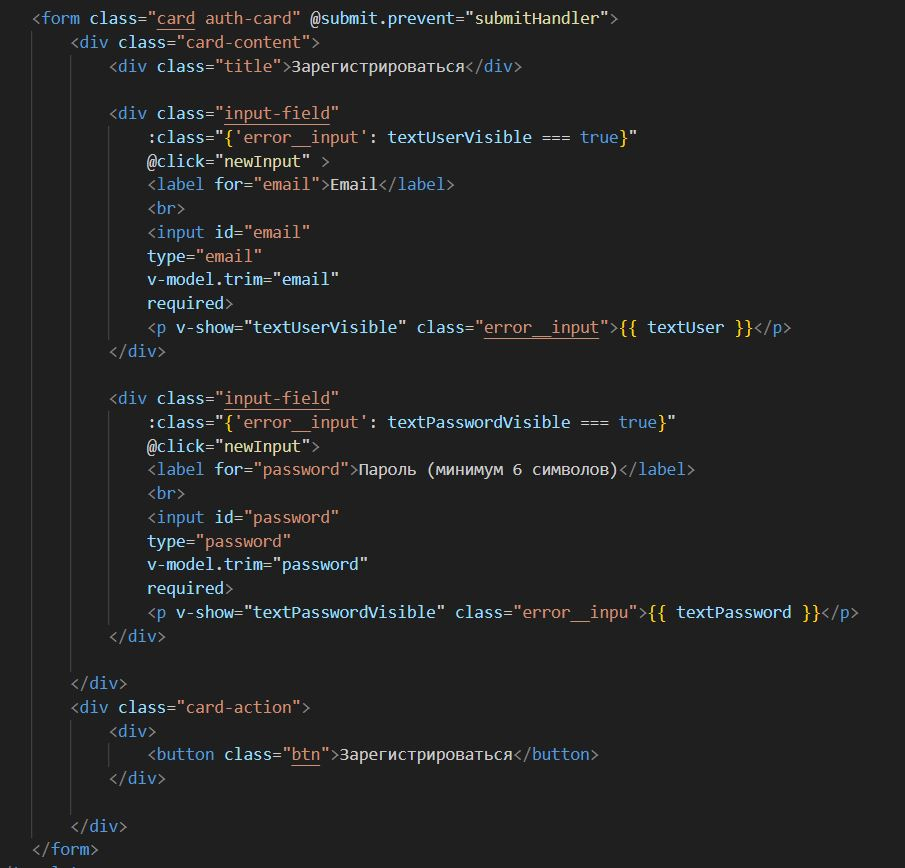 <form class="card auth-card" @submit.prevent="submitHandler">
<div class="card-content">
<div class="title">Зарегистрироваться</div>
<div class="input-field"
:class="{'error__input': textUserVisible === true}"
@click="newInput" >
<label for="email">Email</label>
<br>
<input id="email"
type="email"
v-model.trim="email"
required>
<p v-show="textUserVisible" class="error__input">{{ textUser }}</p>
</div>
<div class="input-field"
:class="{'error__input': textPasswordVisible === true}"
@click="newInput">
<label for="password">Пароль (минимум 6 символов)</label>
<br>
<input id="password"
type="password"
v-model.trim="password"
required>
<p v-show="textPasswordVisible" class="error__inpu">{{ textPassword }}</p>
</div>
</div>
<div class="card-action">
<div>
<button class="btn">Зарегистрироваться</button>
</div>
</div>
</form>